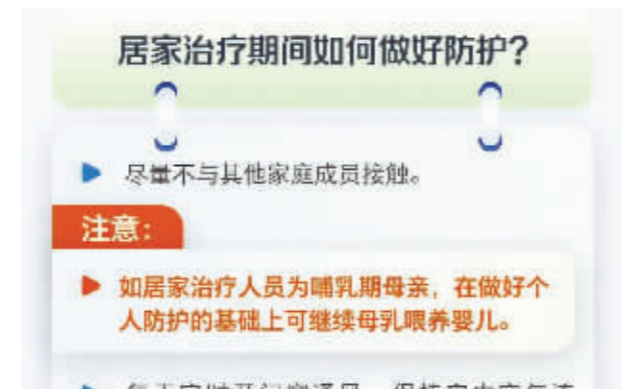 居家治疗期间如何做好防护？
尽量不与其他家庭成员接触。
注意：
如居家治疗人员为哺乳期母亲，在做好个
人防护的基础上可继续母乳喂养婴儿。